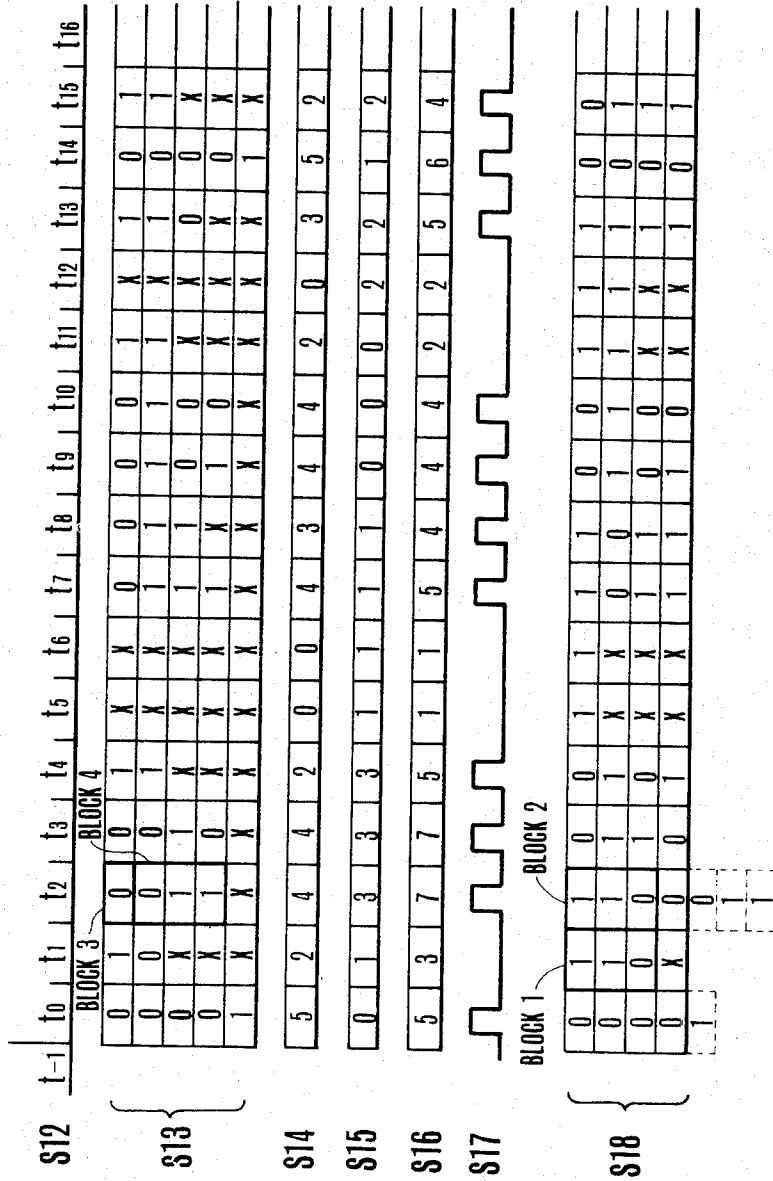 S12 t-1 t0 t1 t2 t3 t4 t5 t6 t7 t8 t9 t10 t11 t12 t13 t14 t15 t16
BLOCK 3 BLOCK 4
S13
0 1 0 0 1 X X 0 0 0 0 1 X 1 0 1
0 0 0 0 1 X X 1 1 1 1 1 X 1 0 1
0 X 1 1 X X X 1 1 0 0 X X 0 0 X
0 X 1 0 X X X 1 X 1 0 X X X 0 X
1 X X X X X X X X X X X X X 1 X
S14 5 2 4 4 2 0 0 4 3 4 4 2 0 3 5 2
S15 0 1 3 3 3 1 1 1 1 0 0 0 2 2 1 2
S16 5 3 7 7 5 1 1 5 4 4 4 2 2 5 6 4
S17
BLOCK 1 BLOCK 2
S18
0 1 1 0 0 1 1 1 1 0 0 1 1 1 0 0
0 1 1 1 1 X X 0 0 1 1 1 1 1 0 1
0 0 0 1 0 X X 1 1 0 0 X X 1 0 1
0 X 0 0 1 X X 1 1 1 0 X X 1 0 1
1 0
1
1